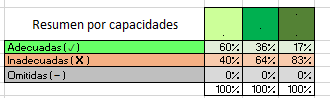 Resumen por capacidades
Adecuadas (✓) 60% 36% 17%
Inadecuadas (X) 40% 64% 83%
Omitidas (–) 0% 0% 0%
100% 100% 100%